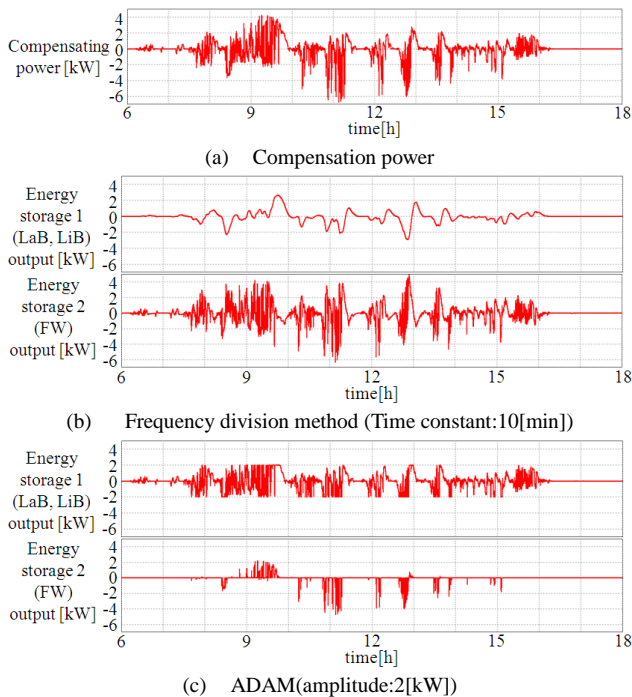 Compensating
power [kW]
4
2
0
-2
-4
-6
6
9
12
15
18
time[h]
(a) Compensation power
Energy
storage 1
(LaB, LiB)
output [kW]
4
2
0
-2
-4
-6
Energy
storage 2
(FW)
output [kW]
4
2
0
-2
-4
-6
6
9
12
15
18
time[h]
(b) Frequency division method (Time constant:10[min])
Energy
storage 1
(LaB, LiB)
output [kW]
4
2
0
-2
-4
-6
Energy
storage 2
(FW)
output [kW]
4
2
0
-2
-4
-6
6
9
12
15
18
time[h]
(c) ADAM(amplitude:2[kW])